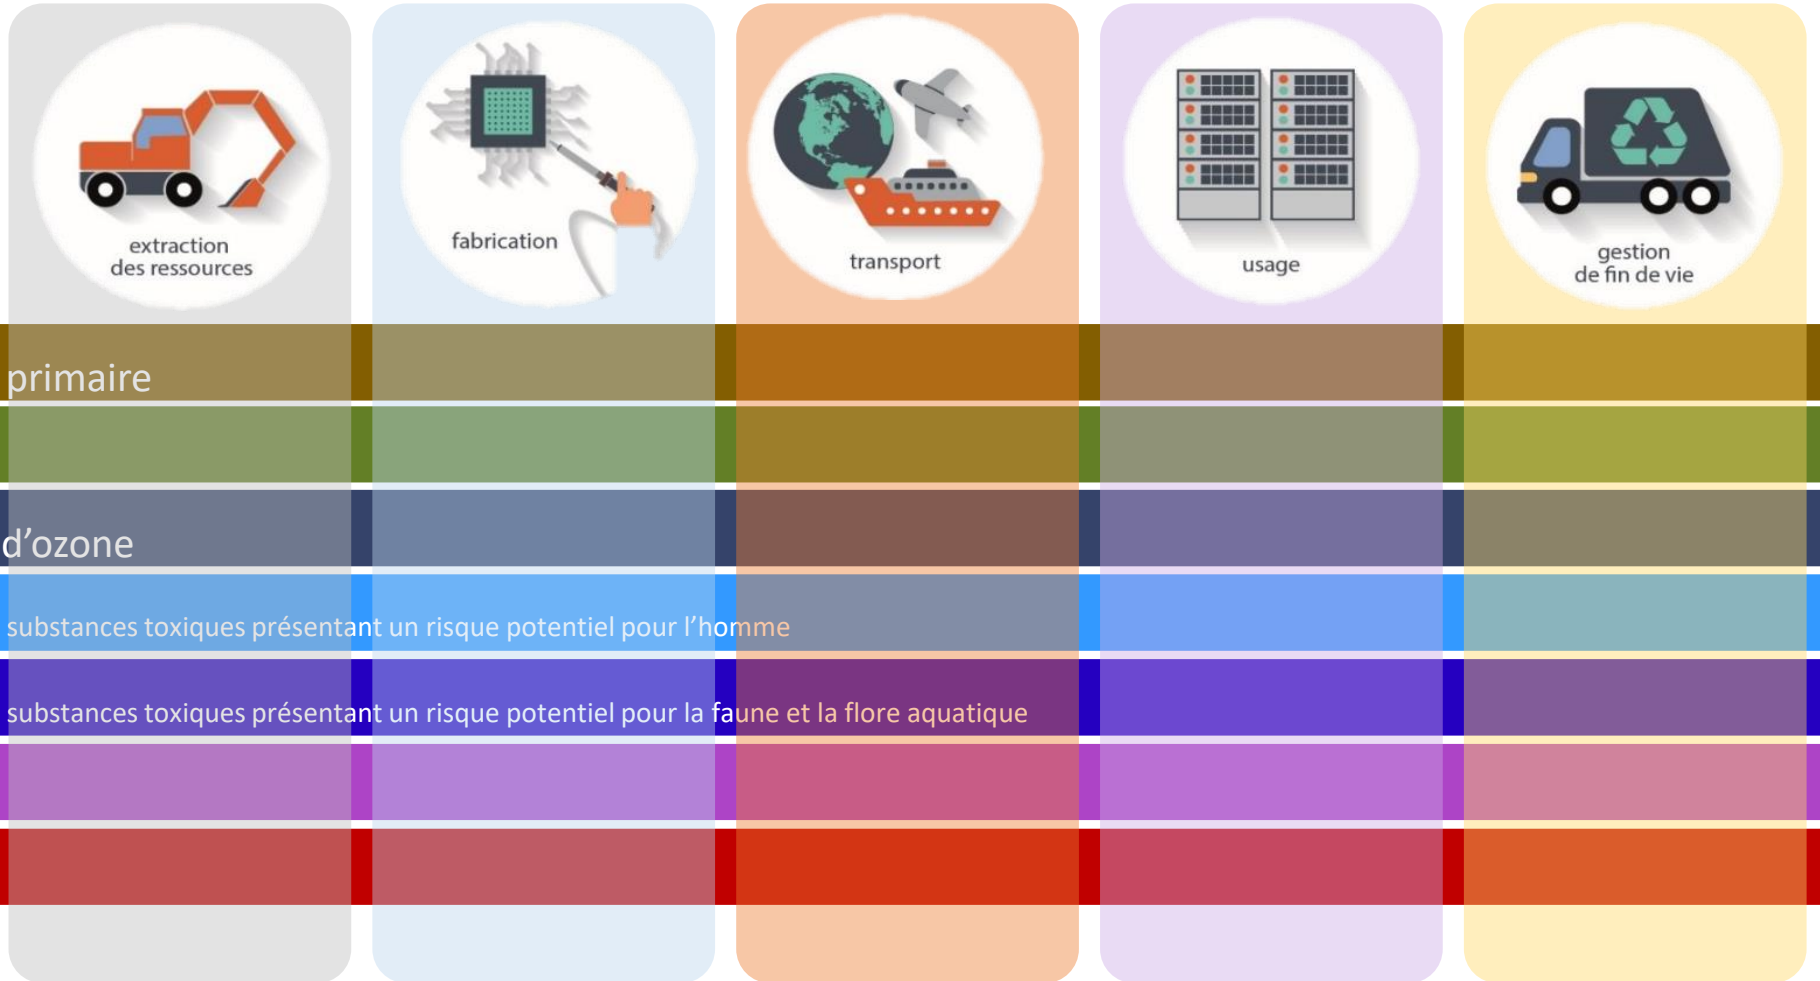 extraction
des ressources
fabrication
transport
usage
gestion
de fin de vie
primaire
d’ozone
substances toxiques présentant un risque potentiel pour l’homme
substances toxiques présentant un risque potentiel pour la faune et la flore aquatique